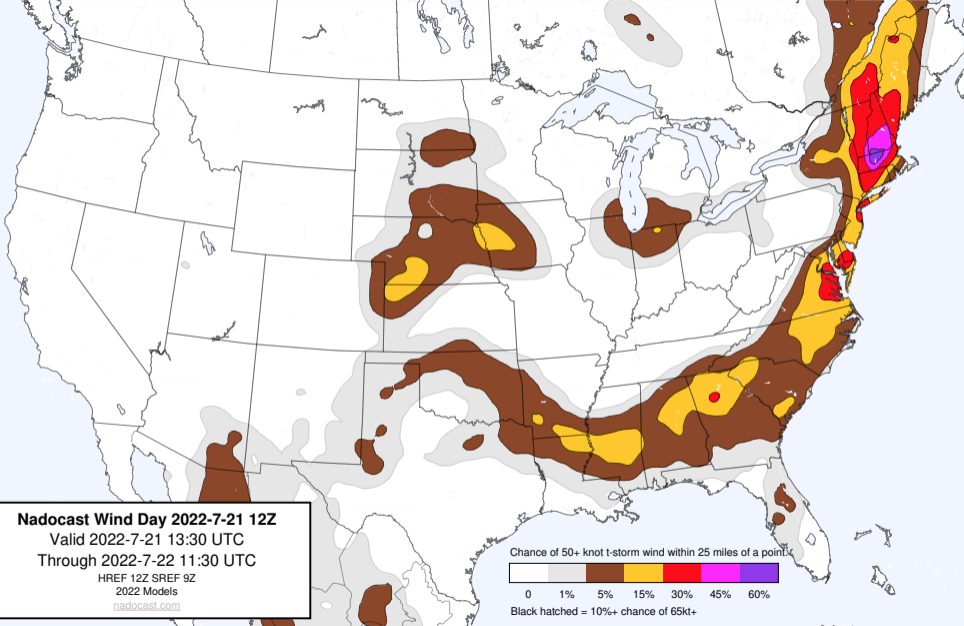 Nadocast Wind Day 2022-7-21 12Z
Valid 2022-7-21 13:30 UTC
Through 2022-7-22 11:30 UTC
HREF 12Z SREF 9Z
2022 Models
nadocast.com
Chance of 50+ knot t-storm wind within 25 miles of a point.
0 1% 5% 15% 30% 45% 60%
Black hatched = 10%+ chance of 65kt+